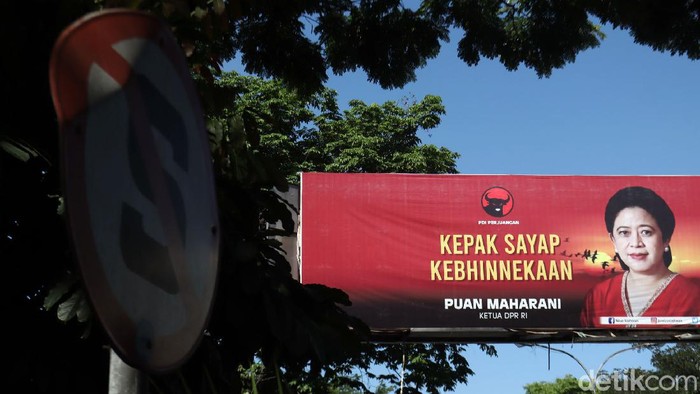 PDI PERJUANGAN
KEPAK SAYAP
KEBHINNEKAAN
PUAN MAHARANI
KETUA DPR RI
detikcom